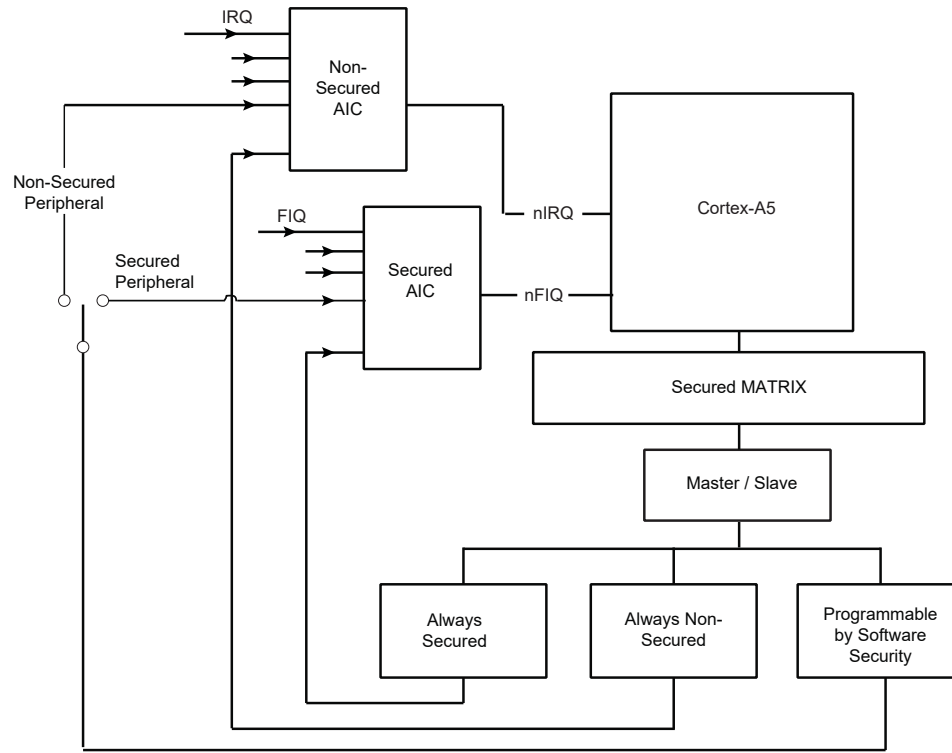 IRQ
Non-
Secured
AIC
Non-Secured
Peripheral
nIRQ
Cortex-A5
FIQ
Secured
Peripheral
Secured
AIC
nFIQ
Secured MATRIX
Master / Slave
Always
Secured
Always Non-
Secured
Programmable
by Software
Security